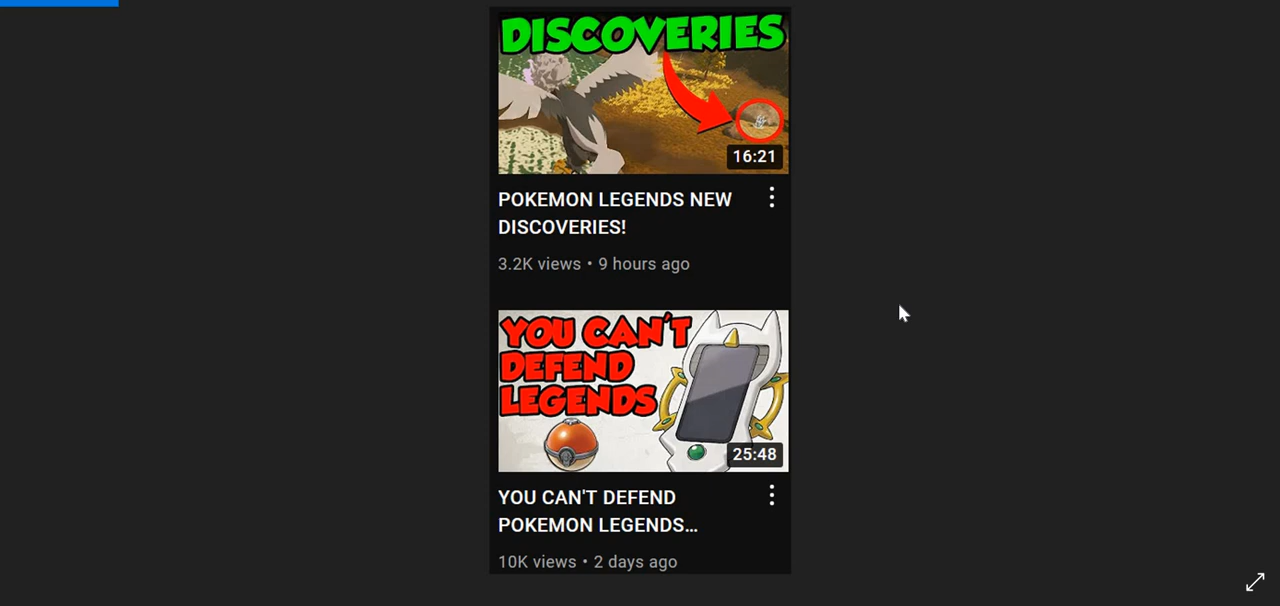 DISCOVERIES
16:21
POKEMON LEGENDS NEW
DISCOVERIES!
3.2K views • 9 hours ago
YOU CAN'T
DEFEND
LEGENDS
25:48
YOU CAN'T DEFEND
POKEMON LEGENDS...
10K views • 2 days ago